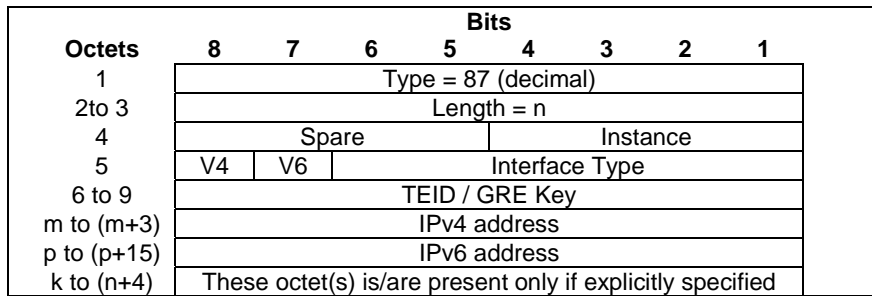 Bits
Octets 8 7 6 5 4 3 2 1
1 Type = 87 (decimal)
2to 3 Length = n
4 Spare Instance
5 V4 V6 Interface Type
6 to 9 TEID / GRE Key
m to (m+3) IPv4 address
p to (p+15) IPv6 address
k to (n+4) These octet(s) is/are present only if explicitly specified